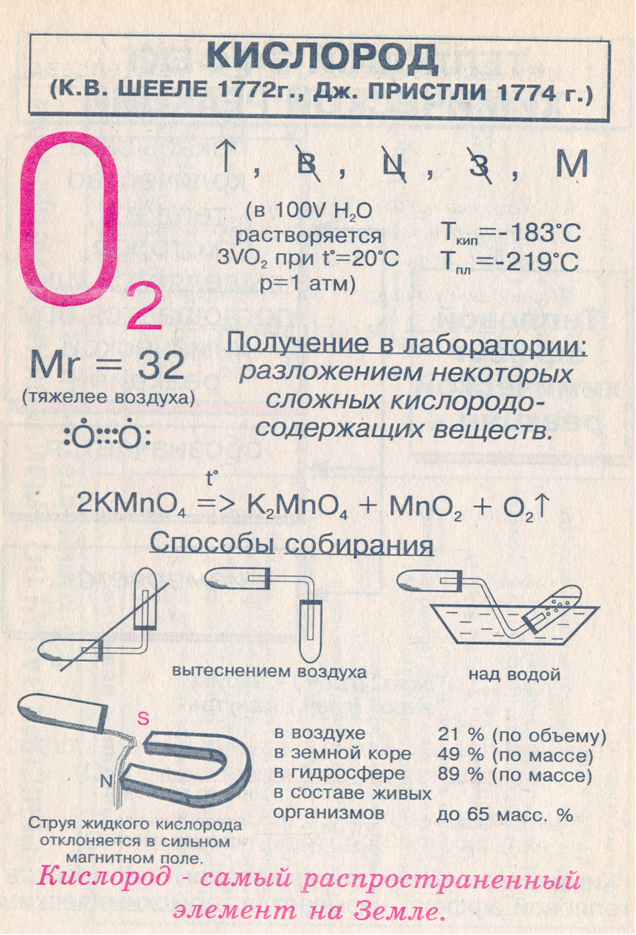 КИСЛОРОД
(К.В. ШЕЕЛЕ 1772г., Дж. ПРИСТЛИ 1774 г.)
O₂
↑, В, Ц, З, М
(в 100V H₂O
растворяется
3VO₂ при t°=20°C
p=1 атм)
Tкип=-183°C
Tпл=-219°C
Mr = 32
(тяжелее воздуха)
:Ö:::Ö:
Получение в лаборатории:
разложением некоторых
сложных кислородо-
содержащих веществ.
t°
2KMnO₄ => K₂MnO₄ + MnO₂ + O₂↑
Способы собирания
вытеснением воздуха
над водой
S
N
Струя жидкого кислорода
отклоняется в сильном
магнитном поле.
в воздухе 21 % (по объему)
в земной коре 49 % (по массе)
в гидросфере 89 % (по массе)
в составе живых
организмов до 65 масс. %
Кислород - самый распространенный
элемент на Земле.